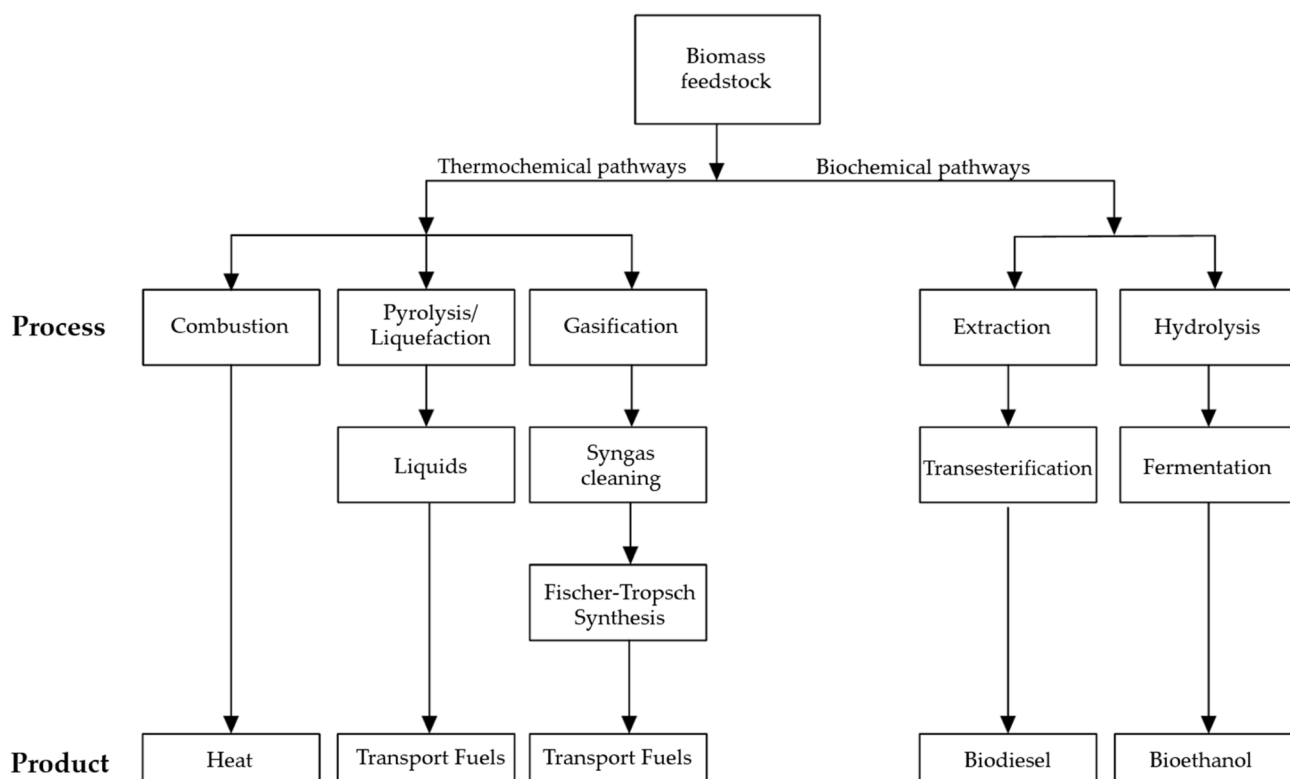 Biomass
feedstock
Thermochemical pathways
Biochemical pathways
Process
Combustion
Pyrolysis/
Liquefaction
Gasification
Extraction
Hydrolysis
Liquids
Syngas
cleaning
Transesterification
Fermentation
Fischer-Tropsch
Synthesis
Product
Heat
Transport Fuels
Transport Fuels
Biodiesel
Bioethanol